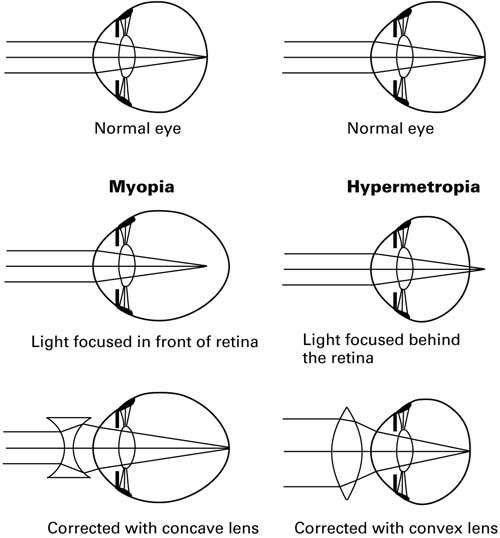 Normal eye
Normal eye
Myopia
Hypermetropia
Light focused in front of retina
Light focused behind
the retina
Corrected with concave lens
Corrected with convex lens